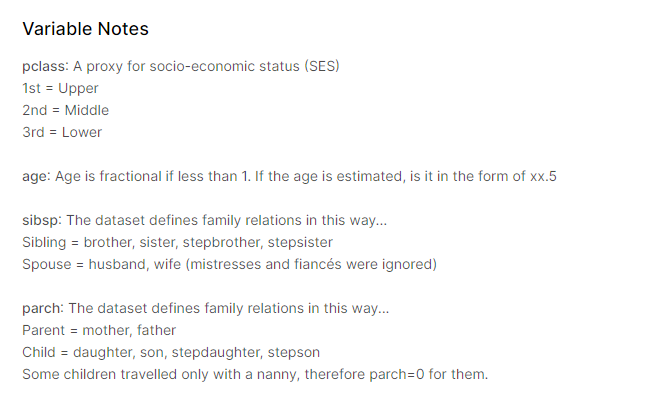 Variable Notes
pclass: A proxy for socio-economic status (SES)
1st = Upper
2nd = Middle
3rd = Lower
age: Age is fractional if less than 1. If the age is estimated, is it in the form of xx.5
sibsp: The dataset defines family relations in this way...
Sibling = brother, sister, stepbrother, stepsister
Spouse = husband, wife (mistresses and fiancés were ignored)
parch: The dataset defines family relations in this way...
Parent = mother, father
Child = daughter, son, stepdaughter, stepson
Some children travelled only with a nanny, therefore parch=0 for them.